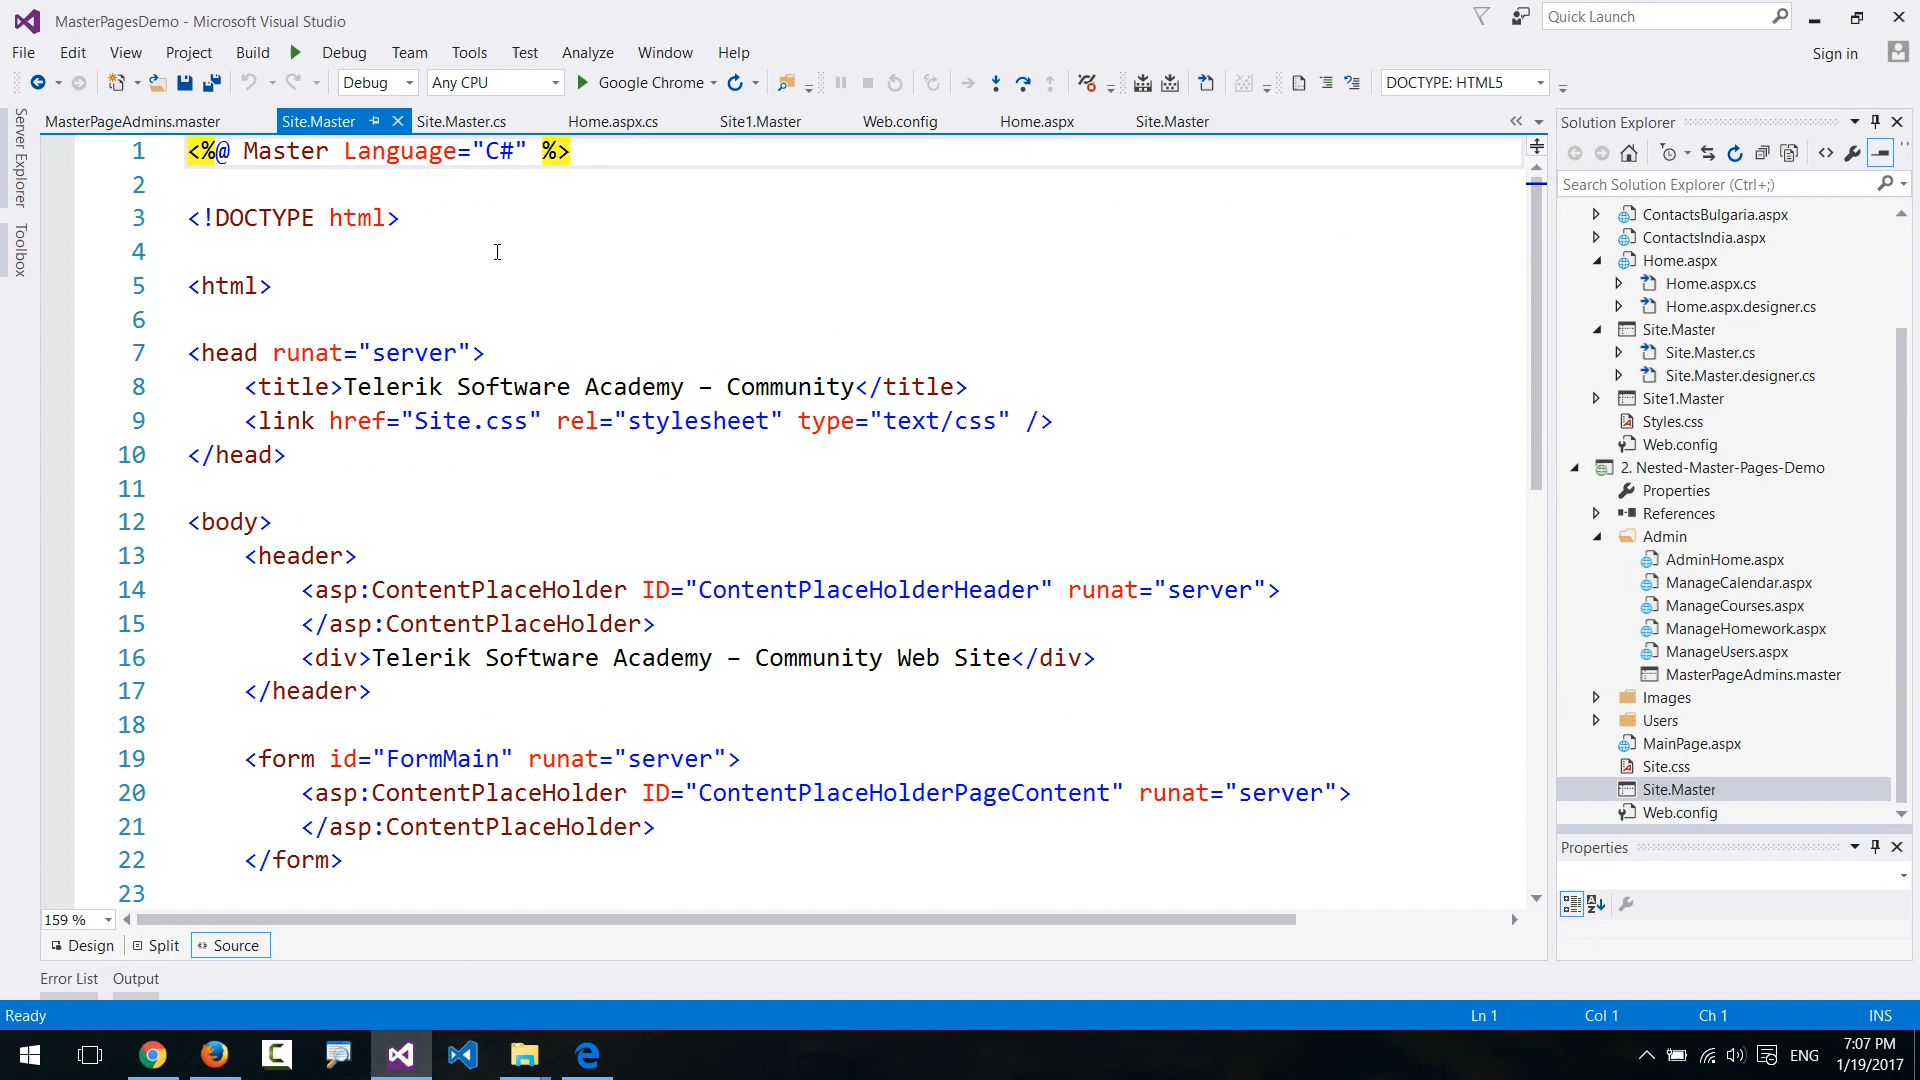 MasterPagesDemo - Microsoft Visual Studio
Quick Launch
File Edit View Project Build Debug Team Tools Test Analyze Window Help
Sign in
Debug Any CPU Google Chrome DOCTYPE: HTML5
Server Explorer
Toolbox
MasterPageAdmins.master Site.Master Site.Master.cs Home.aspx.cs Site1.Master Web.config Home.aspx Site.Master
1 <%@ Master Language="C#" %>
2
3 <!DOCTYPE html>
4
5 <html>
6
7 <head runat="server">
8 <title>Telerik Software Academy – Community</title>
9 <link href="Site.css" rel="stylesheet" type="text/css" />
10 </head>
11
12 <body>
13 <header>
14 <asp:ContentPlaceHolder ID="ContentPlaceHolderHeader" runat="server">
15 </asp:ContentPlaceHolder>
16 <div>Telerik Software Academy – Community Web Site</div>
17 </header>
18
19 <form id="FormMain" runat="server">
20 <asp:ContentPlaceHolder ID="ContentPlaceHolderPageContent" runat="server">
21 </asp:ContentPlaceHolder>
22 </form>
23
159 %
Design Split Source
Error List Output
Solution Explorer
Search Solution Explorer (Ctrl+;)
ContactsBulgaria.aspx
ContactsIndia.aspx
Home.aspx
Home.aspx.cs
Home.aspx.designer.cs
Site.Master
Site.Master.cs
Site.Master.designer.cs
Site1.Master
Styles.css
Web.config
2. Nested-Master-Pages-Demo
Properties
References
Admin
AdminHome.aspx
ManageCalendar.aspx
ManageCourses.aspx
ManageHomework.aspx
ManageUsers.aspx
MasterPageAdmins.master
Images
Users
MainPage.aspx
Site.css
Site.Master
Web.config
Properties
Ready Ln 1 Col 1 Ch 1 INS
ENG
7:07 PM
1/19/2017